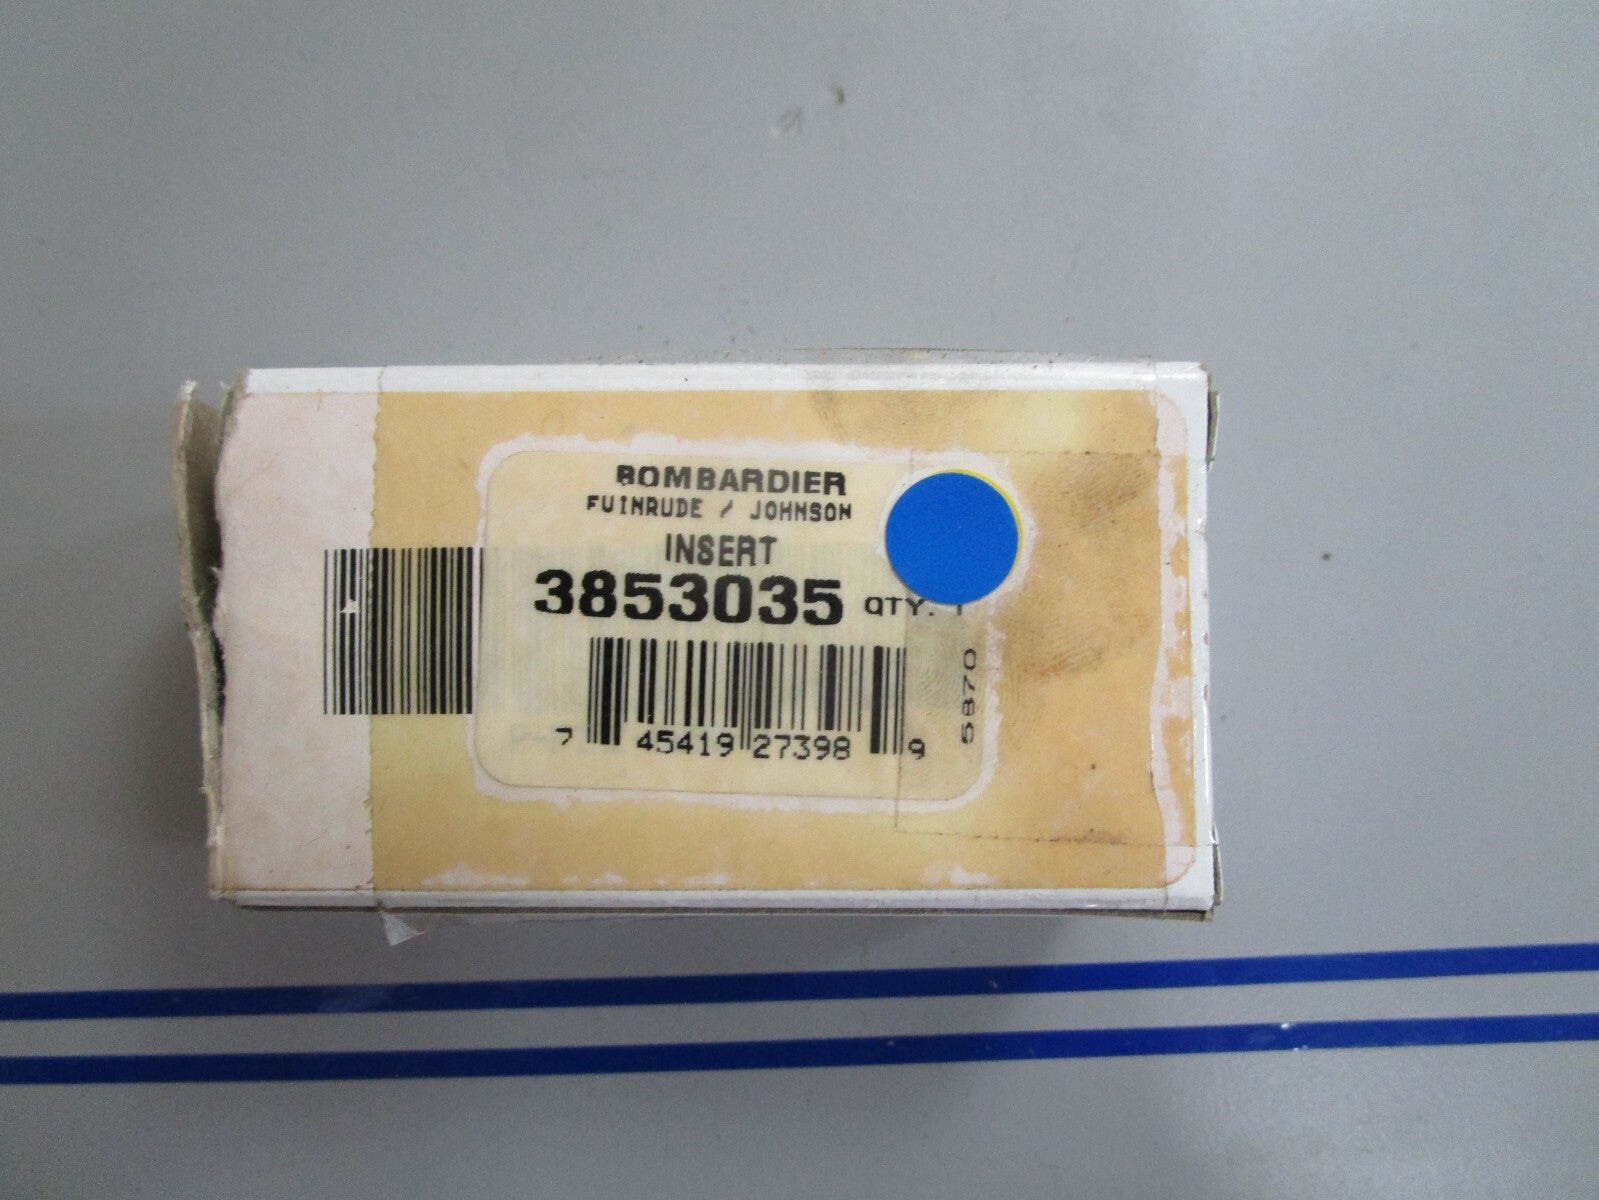 BOMBARDIER
EVINRUDE / JOHNSON
INSERT
3853035 QTY. 1
7 45419 27398 9
5870